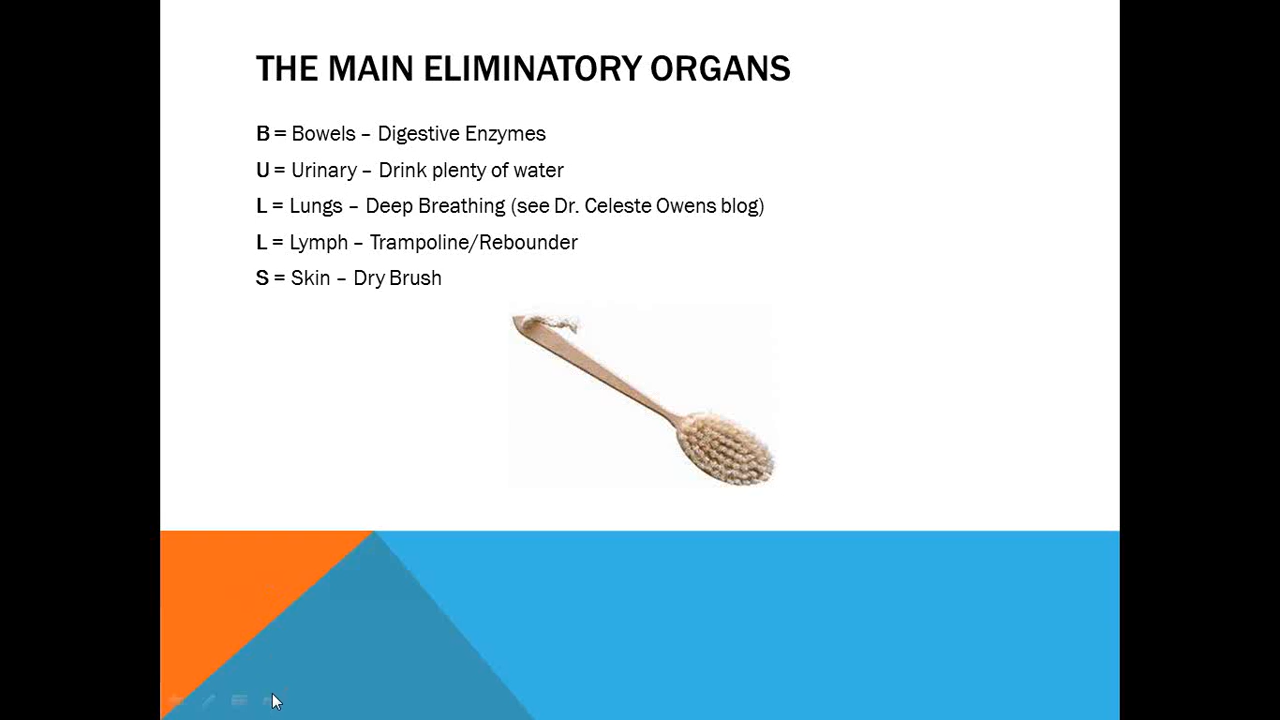 THE MAIN ELIMINATORY ORGANS
B = Bowels – Digestive Enzymes
U = Urinary – Drink plenty of water
L = Lungs – Deep Breathing (see Dr. Celeste Owens blog)
L = Lymph – Trampoline/Rebounder
S = Skin – Dry Brush